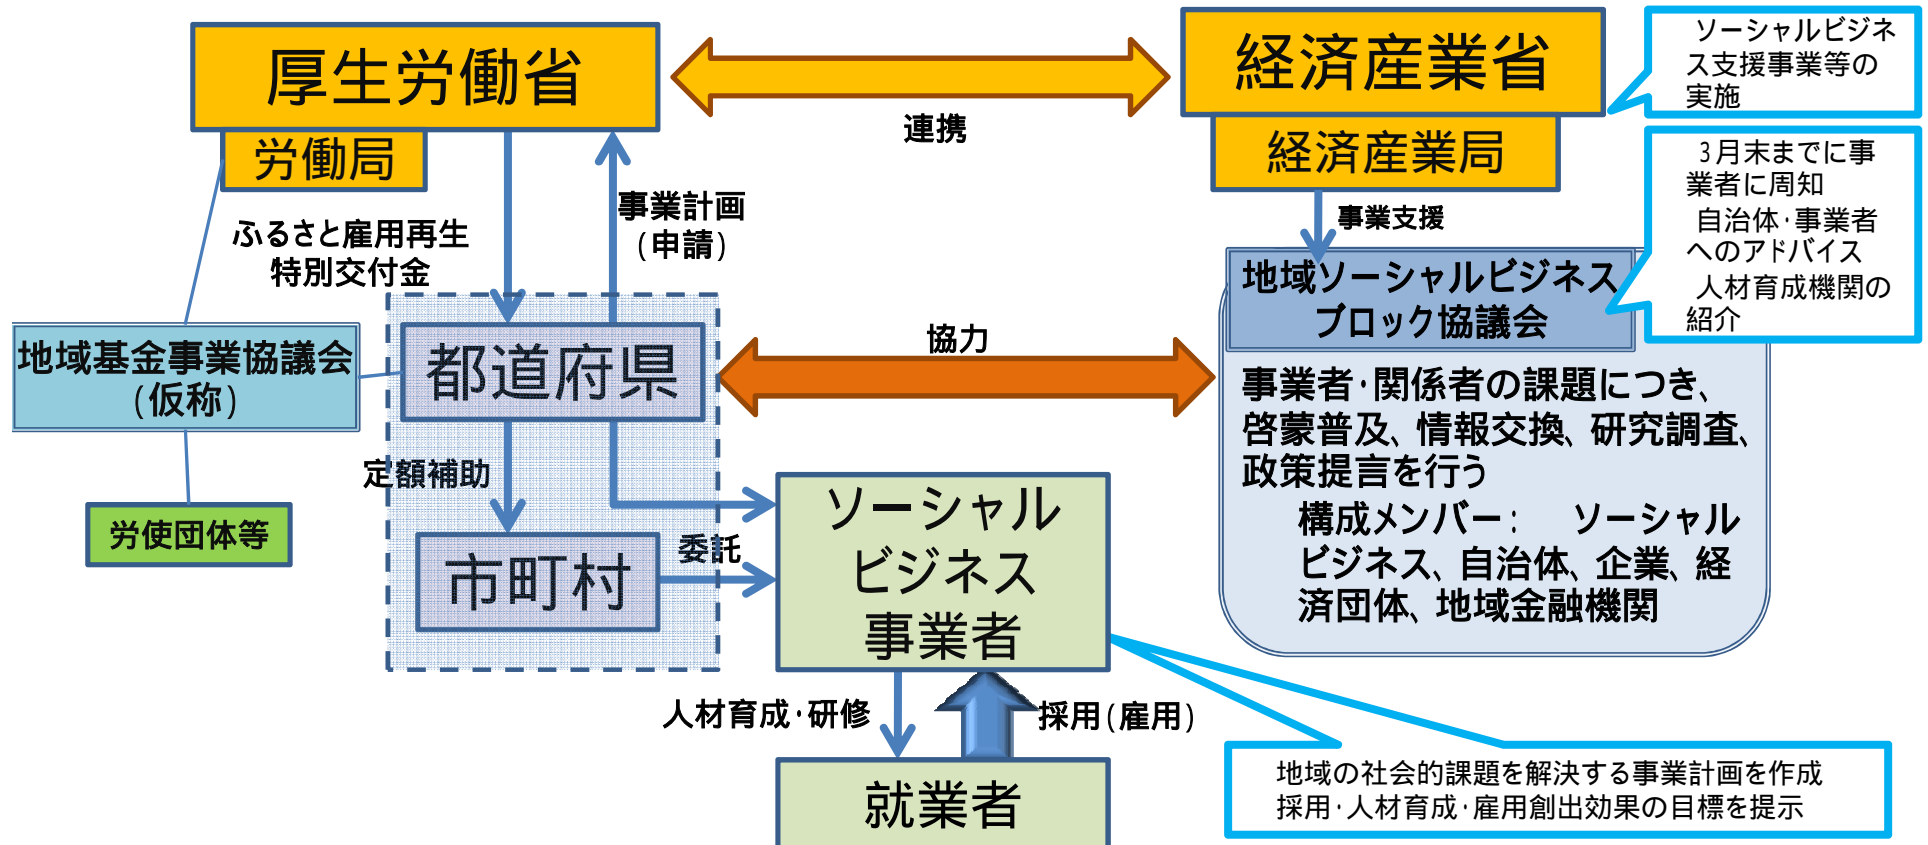 厚生労働省
労働局
連携
経済産業省
経済産業局
ソーシャルビジネ
ス支援事業等の
実施
3月末までに事
業者に周知
自治体・事業者
へのアドバイス
人材育成機関の
紹介
ふるさと雇用再生
特別交付金
事業計画
(申請)
事業支援
地域基金事業協議会
(仮称)
労使団体等
都道府県
定額補助
市町村
委託
協力
地域ソーシャルビジネス
ブロック協議会
事業者・関係者の課題につき、
啓蒙普及、情報交換、研究調査、
政策提言を行う
構成メンバー: ソーシャル
ビジネス、自治体、企業、経
済団体、地域金融機関
ソーシャル
ビジネス
事業者
人材育成・研修
採用(雇用)
就業者
地域の社会的課題を解決する事業計画を作成
採用・人材育成・雇用創出効果の目標を提示